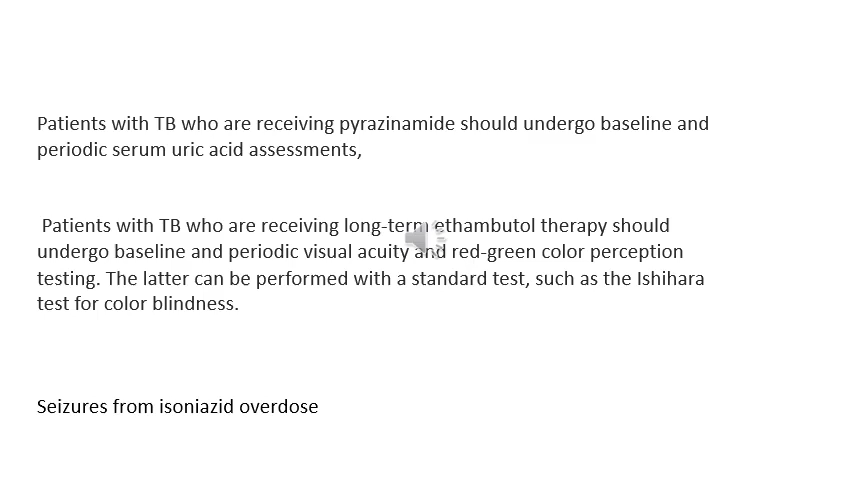 Patients with TB who are receiving pyrazinamide should undergo baseline and
periodic serum uric acid assessments,
Patients with TB who are receiving long-term ethambutol therapy should
undergo baseline and periodic visual acuity and red-green color perception
testing. The latter can be performed with a standard test, such as the Ishihara
test for color blindness.
Seizures from isoniazid overdose